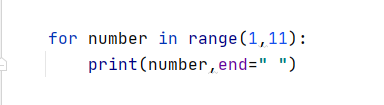 for number in range(1,11):
    print(number,end=" ")